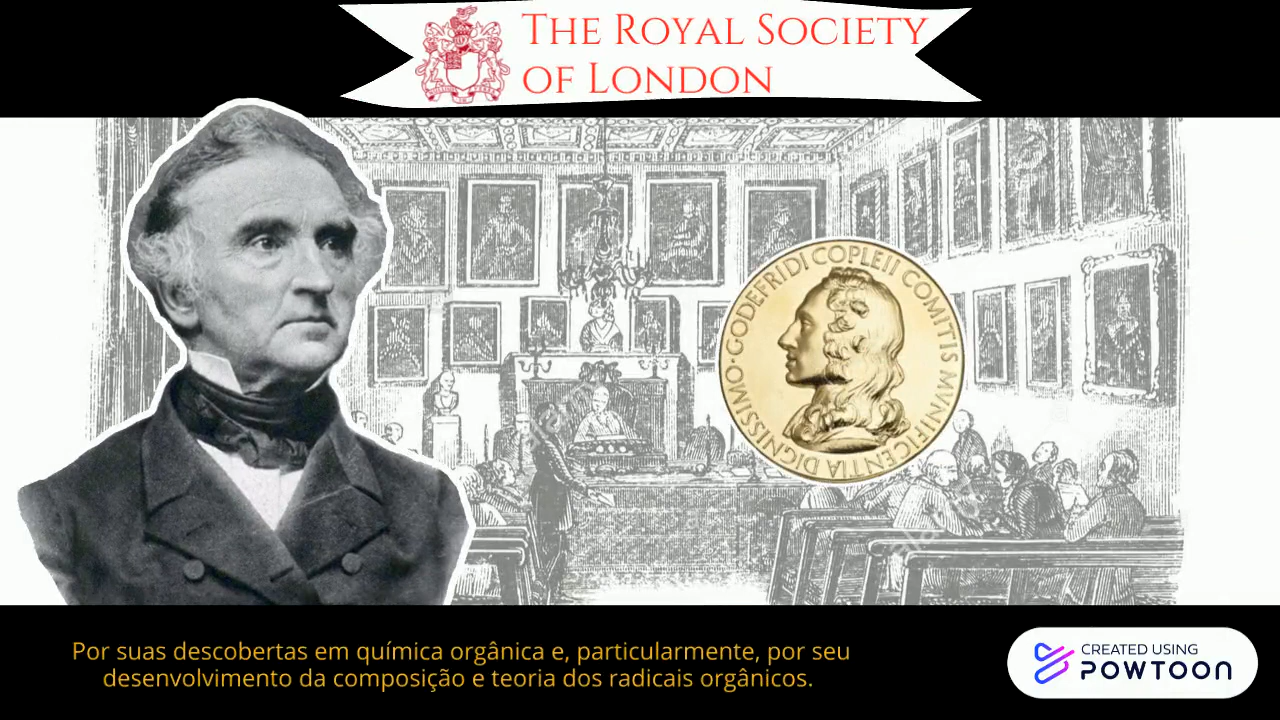 THE ROYAL SOCIETY
OF LONDON
GODEFRIDI COPLEII COMITIS MVNIFICENTIA DIGNISSIMO
Por suas descobertas em química orgânica e, particularmente, por seu
desenvolvimento da composição e teoria dos radicais orgânicos.
CREATED USING
POWTOON